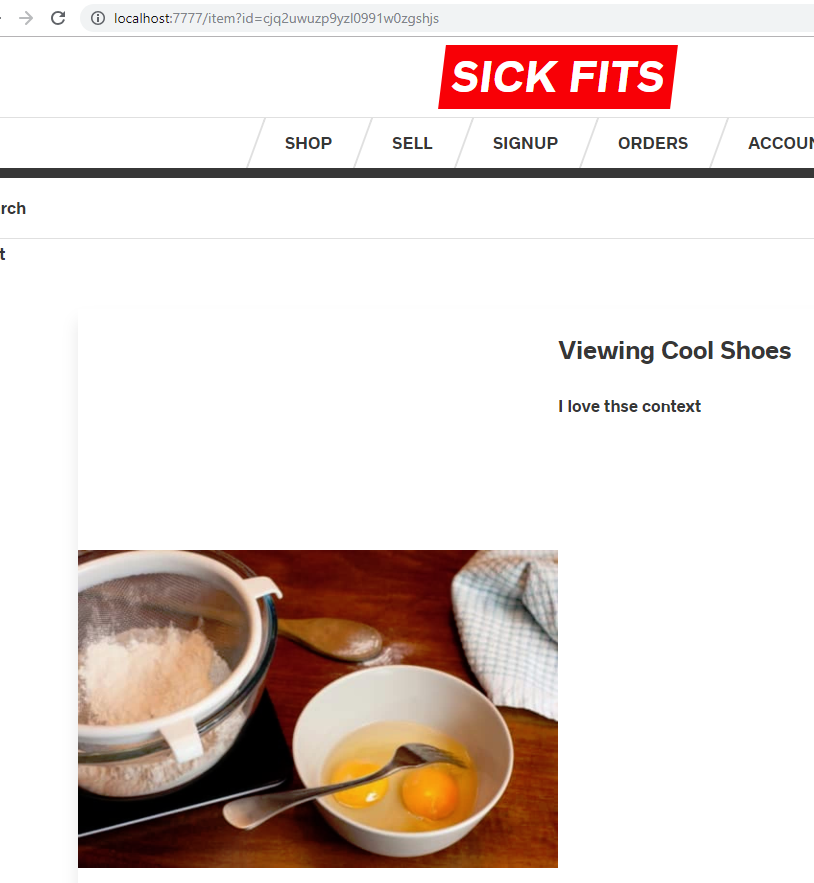 localhost:7777/item?id=cjq2uwuzp9yzl0991w0zgshjs
SICK FITS
SHOP SELL SIGNUP ORDERS ACCOUN
rch
t
Viewing Cool Shoes
I love thse context